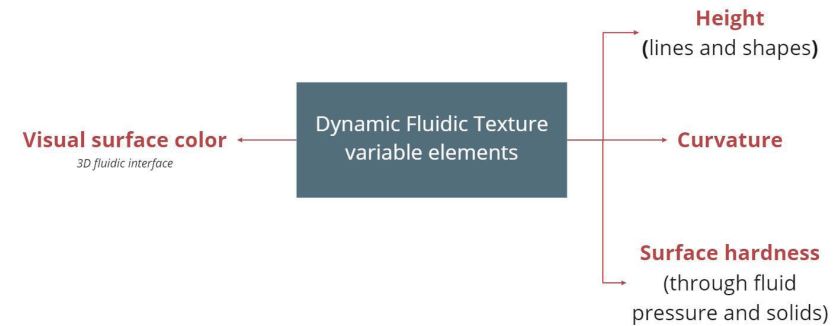 Height
(lines and shapes)
Dynamic Fluidic Texture
variable elements
Visual surface color
3D fluidic interface
Curvature
Surface hardness
(through fluid
pressure and solids)